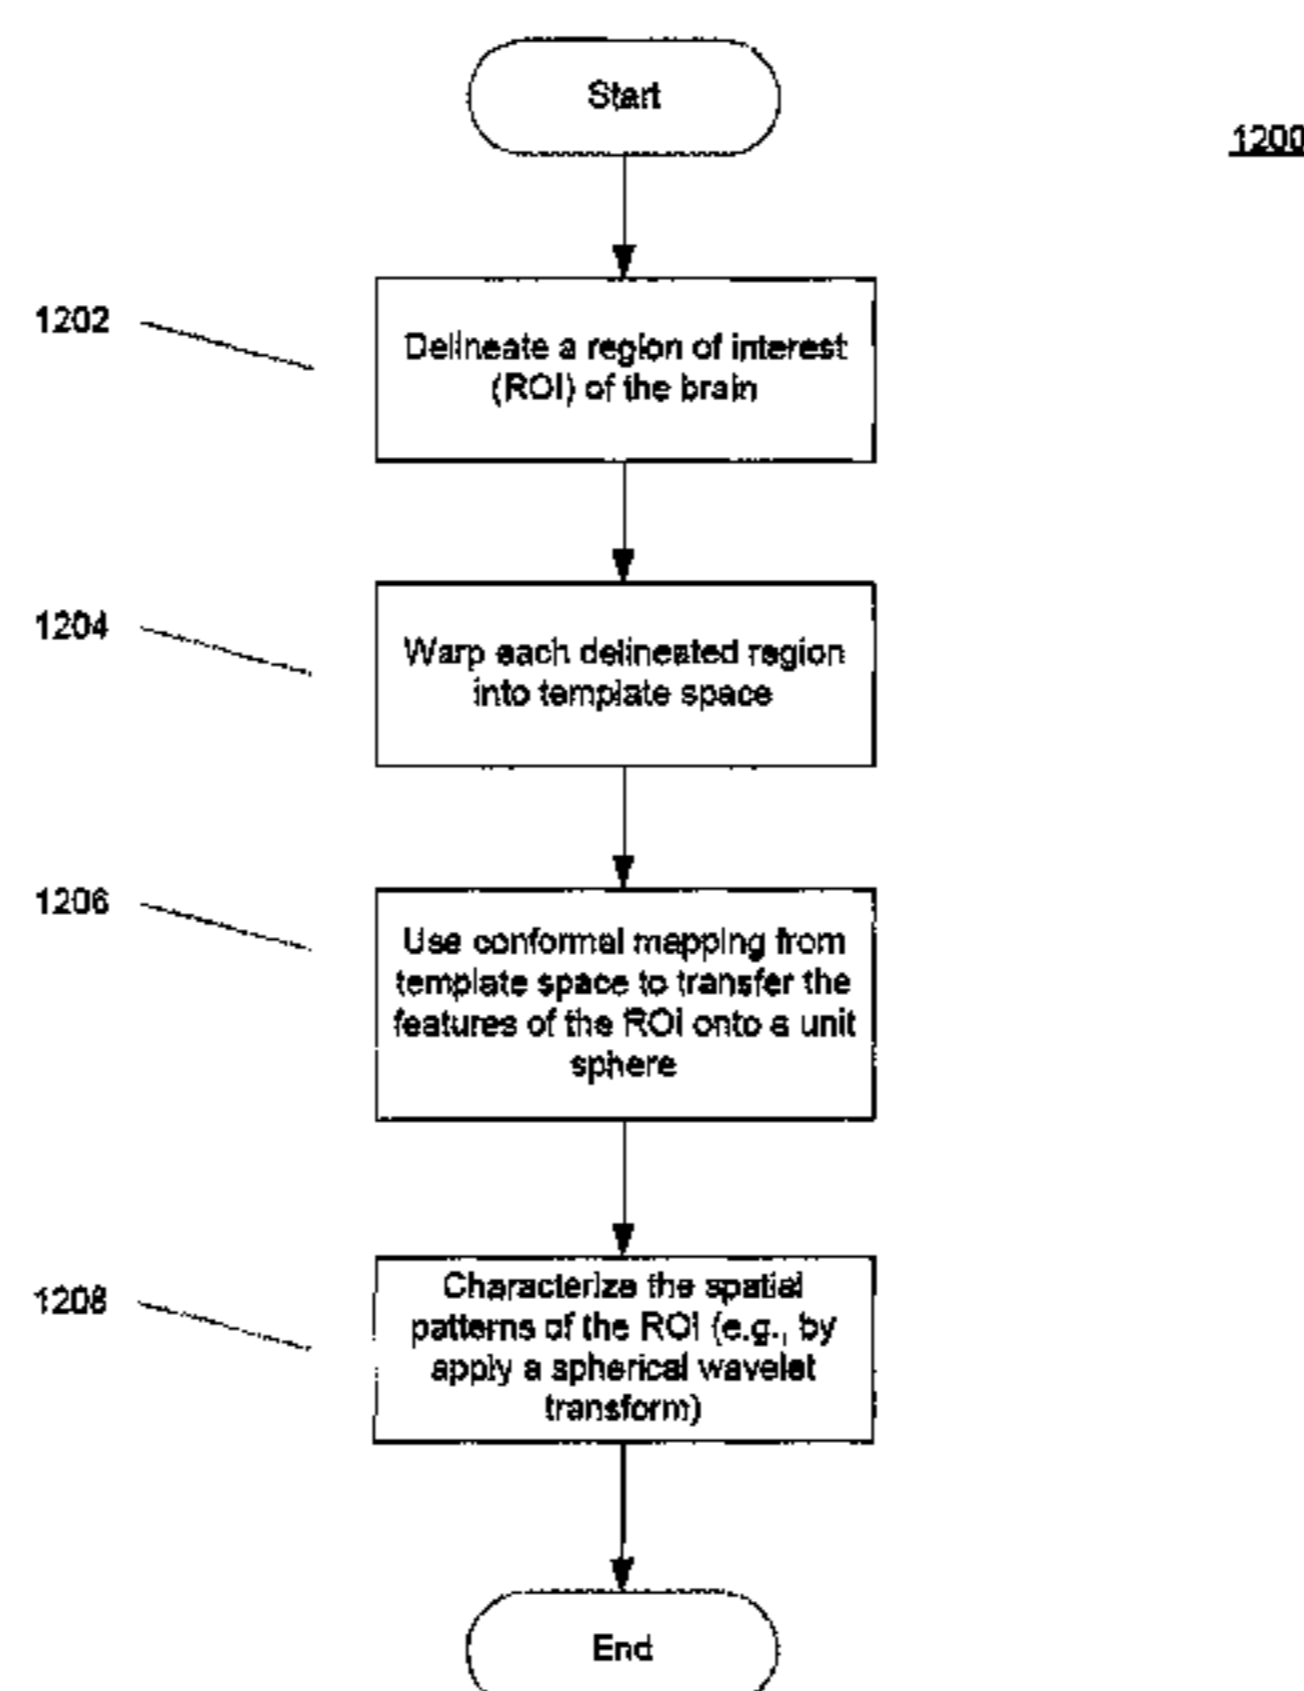 Start
1200
1202
Delineate a region of interest
(ROI) of the brain
1204
Warp each delineated region
into template space
1206
Use conformal mapping from
template space to transfer the
features of the ROI onto a unit
sphere
1208
Characterize the spatial
patterns of the ROI (e.g., by
apply a spherical wavelet
transform)
End